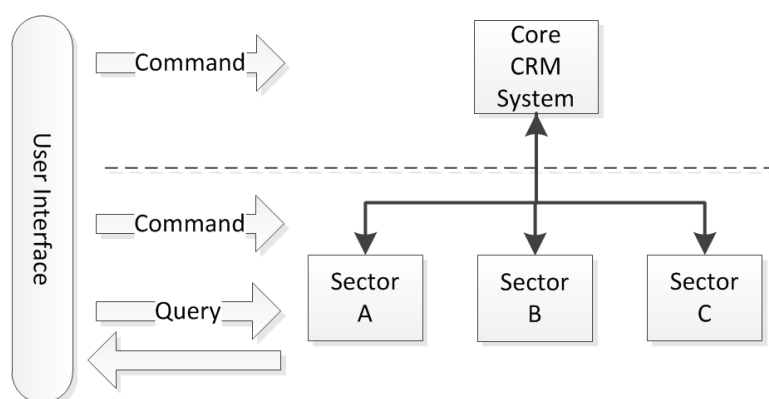 User Interface
Command
Core
CRM
System
Command
Query
Sector
A
Sector
B
Sector
C